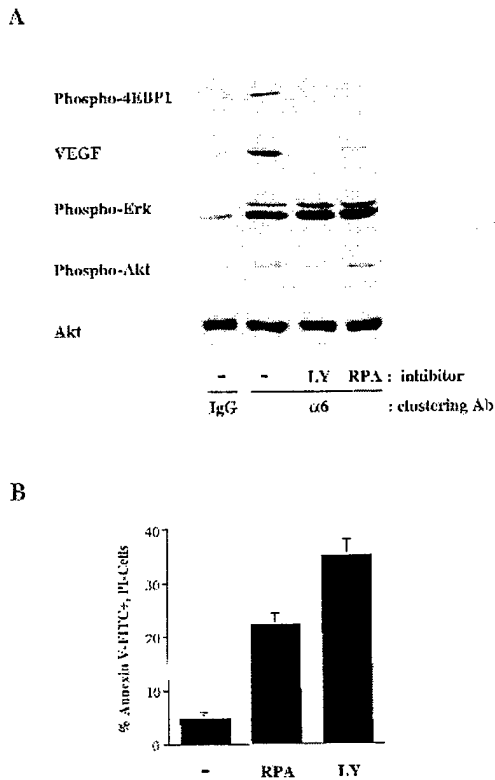 A
Phospho-4EBP1
VEGF
Phospho-Erk
Phospho-Akt
Akt
- - LY RPA : inhibitor
IgG α6 : clustering Ab
B
% Annexin V-FITC+, PI-Cells
40
30
20
10
0
- RPA LY